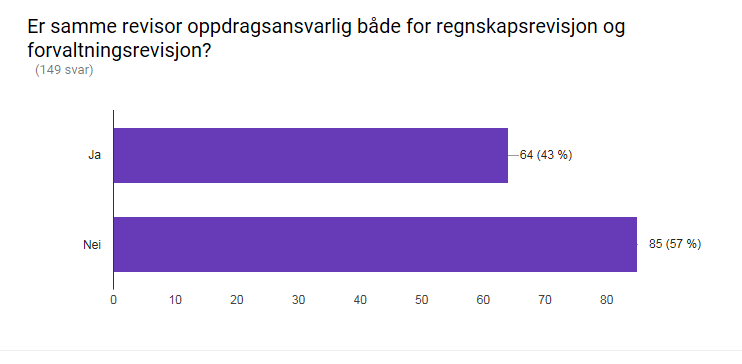 Er samme revisor oppdragsansvarlig både for regnskapsrevisjon og
forvaltningsrevisjon?
(149 svar)
Ja
64 (43 %)
Nei
85 (57 %)
0 10 20 30 40 50 60 70 80